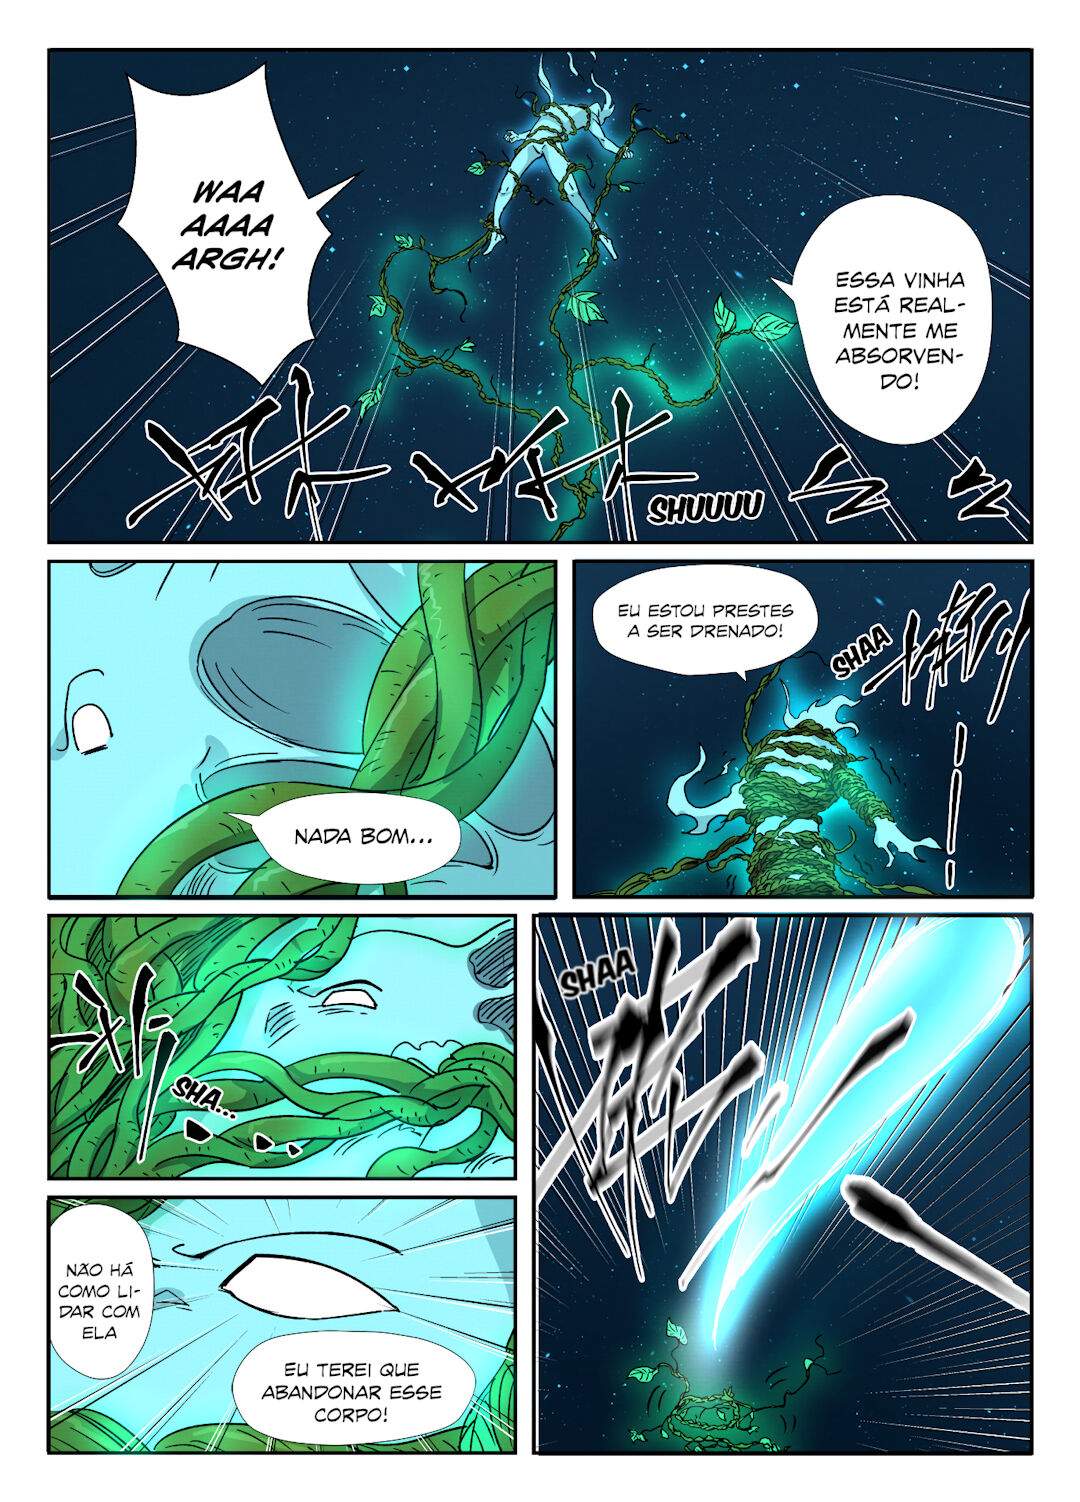 WAA
AAAA
ARGH!
ESSA VINHA
ESTÁ REAL-
MENTE ME
ABSORVEN-
DO!
SHUUUU
NADA BOM...
EU ESTOU PRESTES
A SER DRENADO!
SHAA
SHA...
SHAA
NÃO HÁ
COMO LI-
DAR COM
ELA
EU TEREI QUE
ABANDONAR ESSE
CORPO!